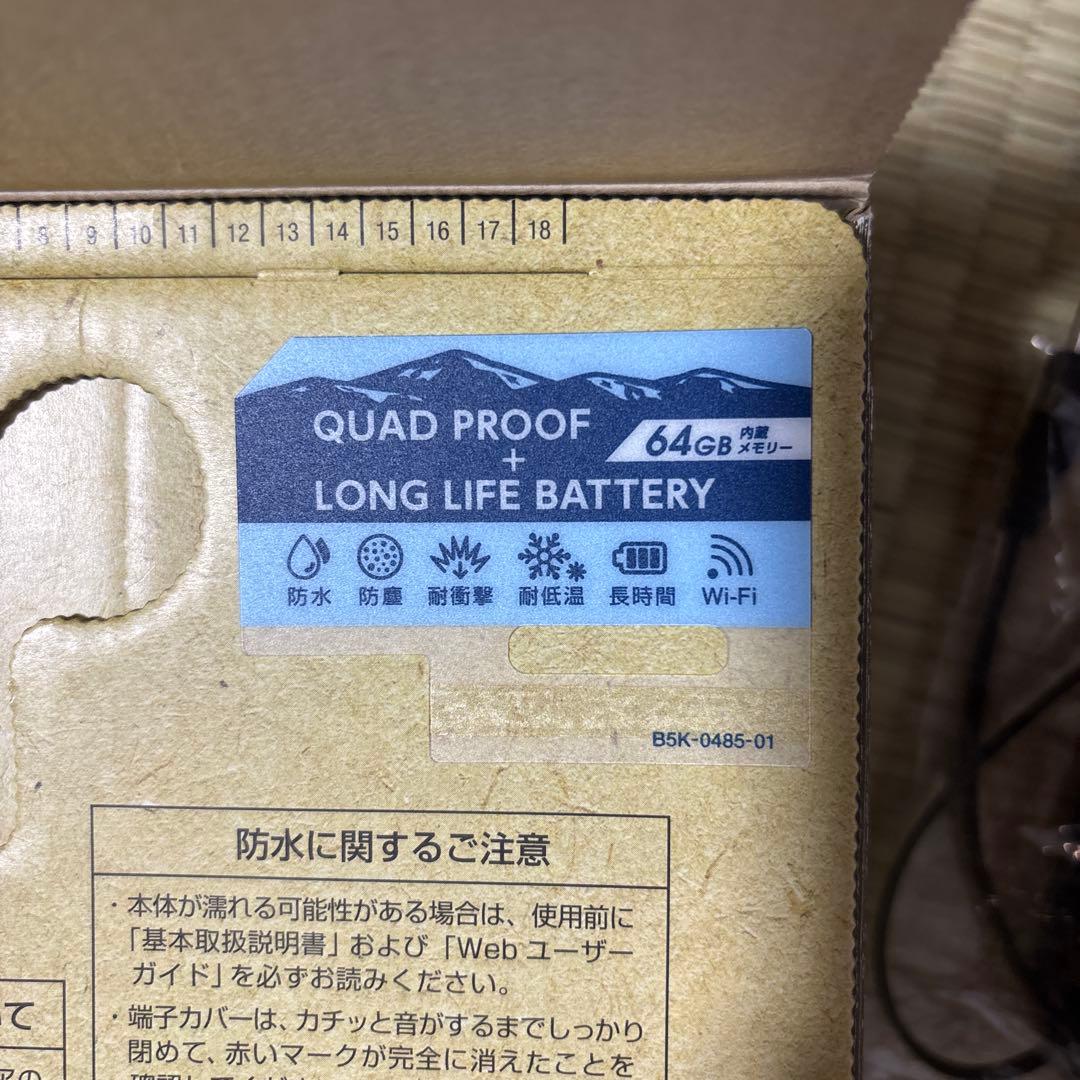 8 9 10 11 12 13 14 15 16 17 18
QUAD PROOF
+
LONG LIFE BATTERY
64GB 内蔵メモリー
防水 防塵 耐衝撃 耐低温 長時間 Wi-Fi
B5K-0485-01
防水に関するご注意
・本体が濡れる可能性がある場合は、使用前に
「基本取扱説明書」および「Web ユーザー
ガイド」を必ずお読みください。
・端子カバーは、カチッと音がするまでしっかり
閉めて、赤いマークが完全に消えたことを
て
アの